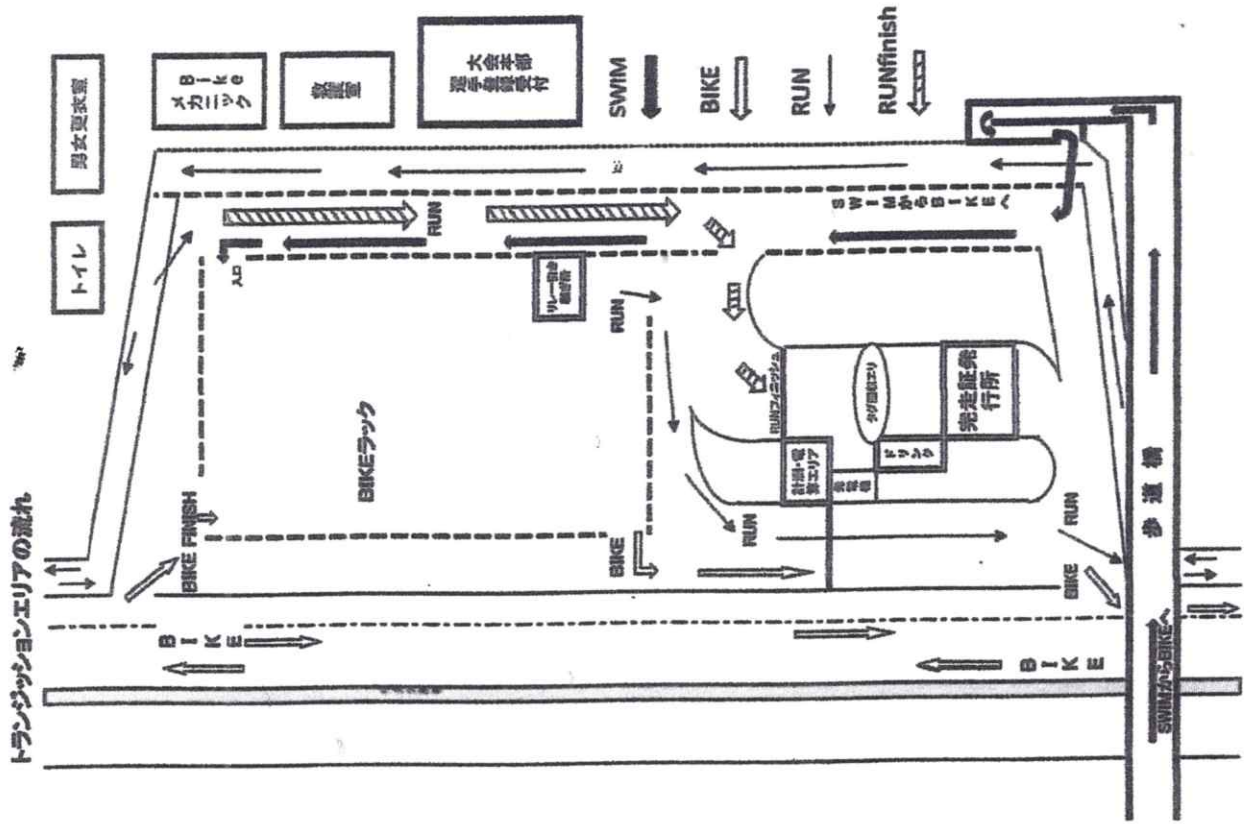 トランジッションエリアの流れ
男女更衣室
トイレ
Bike
メカニック
救護室
大会本部
選手登録受付
SWIM
BIKE
RUN
RUNfinish
RUN
SWIMからBIKEへ
入口
RUN
BIKEラック
BIKE FINISH
BIKE
RUNフィニッシュ
タグ回収エリ
完走証発
行所
計測・電
算エリア
ドリンク
RUN
RUN
BIKE
BIKE
BIKE
歩道橋
SWIMからBIKEへ